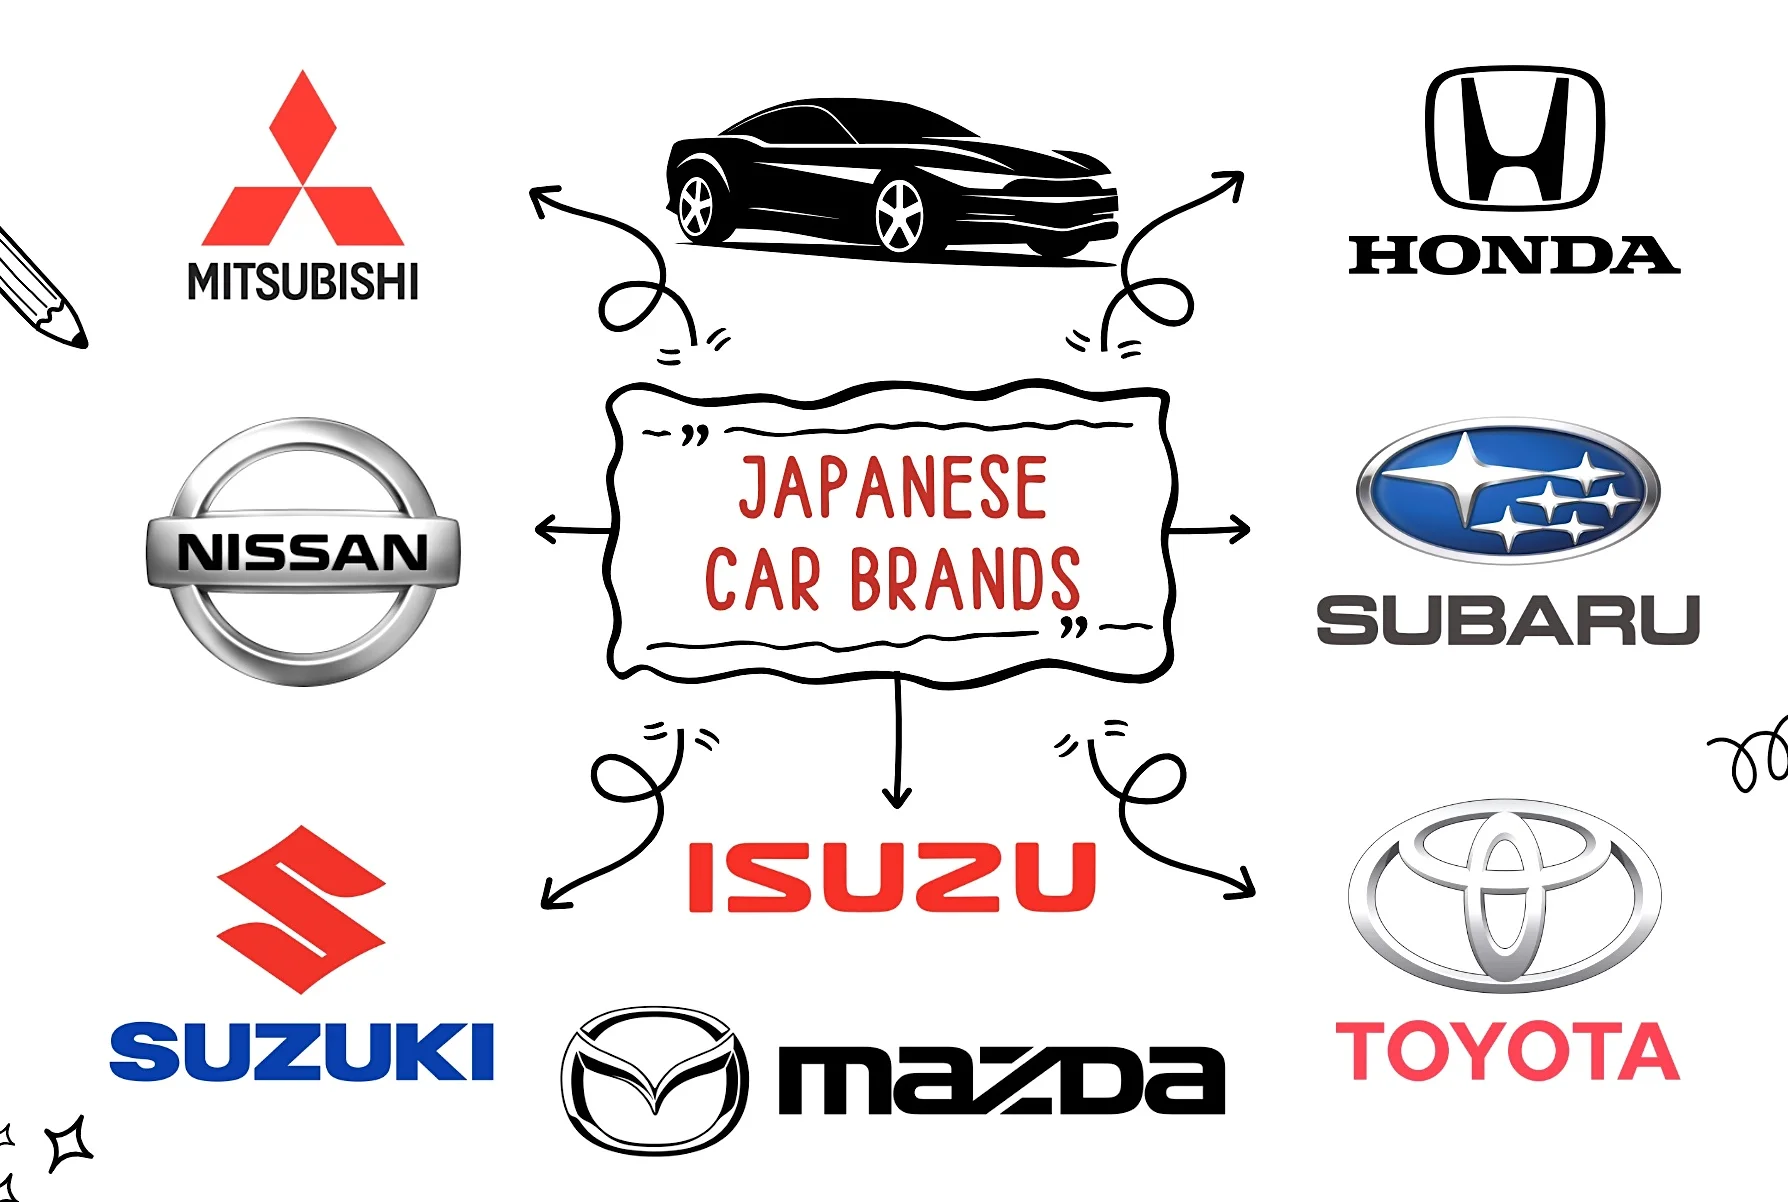 MITSUBISHI
HONDA
NISSAN
JAPANESE
CAR BRANDS
SUBARU
ISUZU
SUZUKI
mazda
TOYOTA